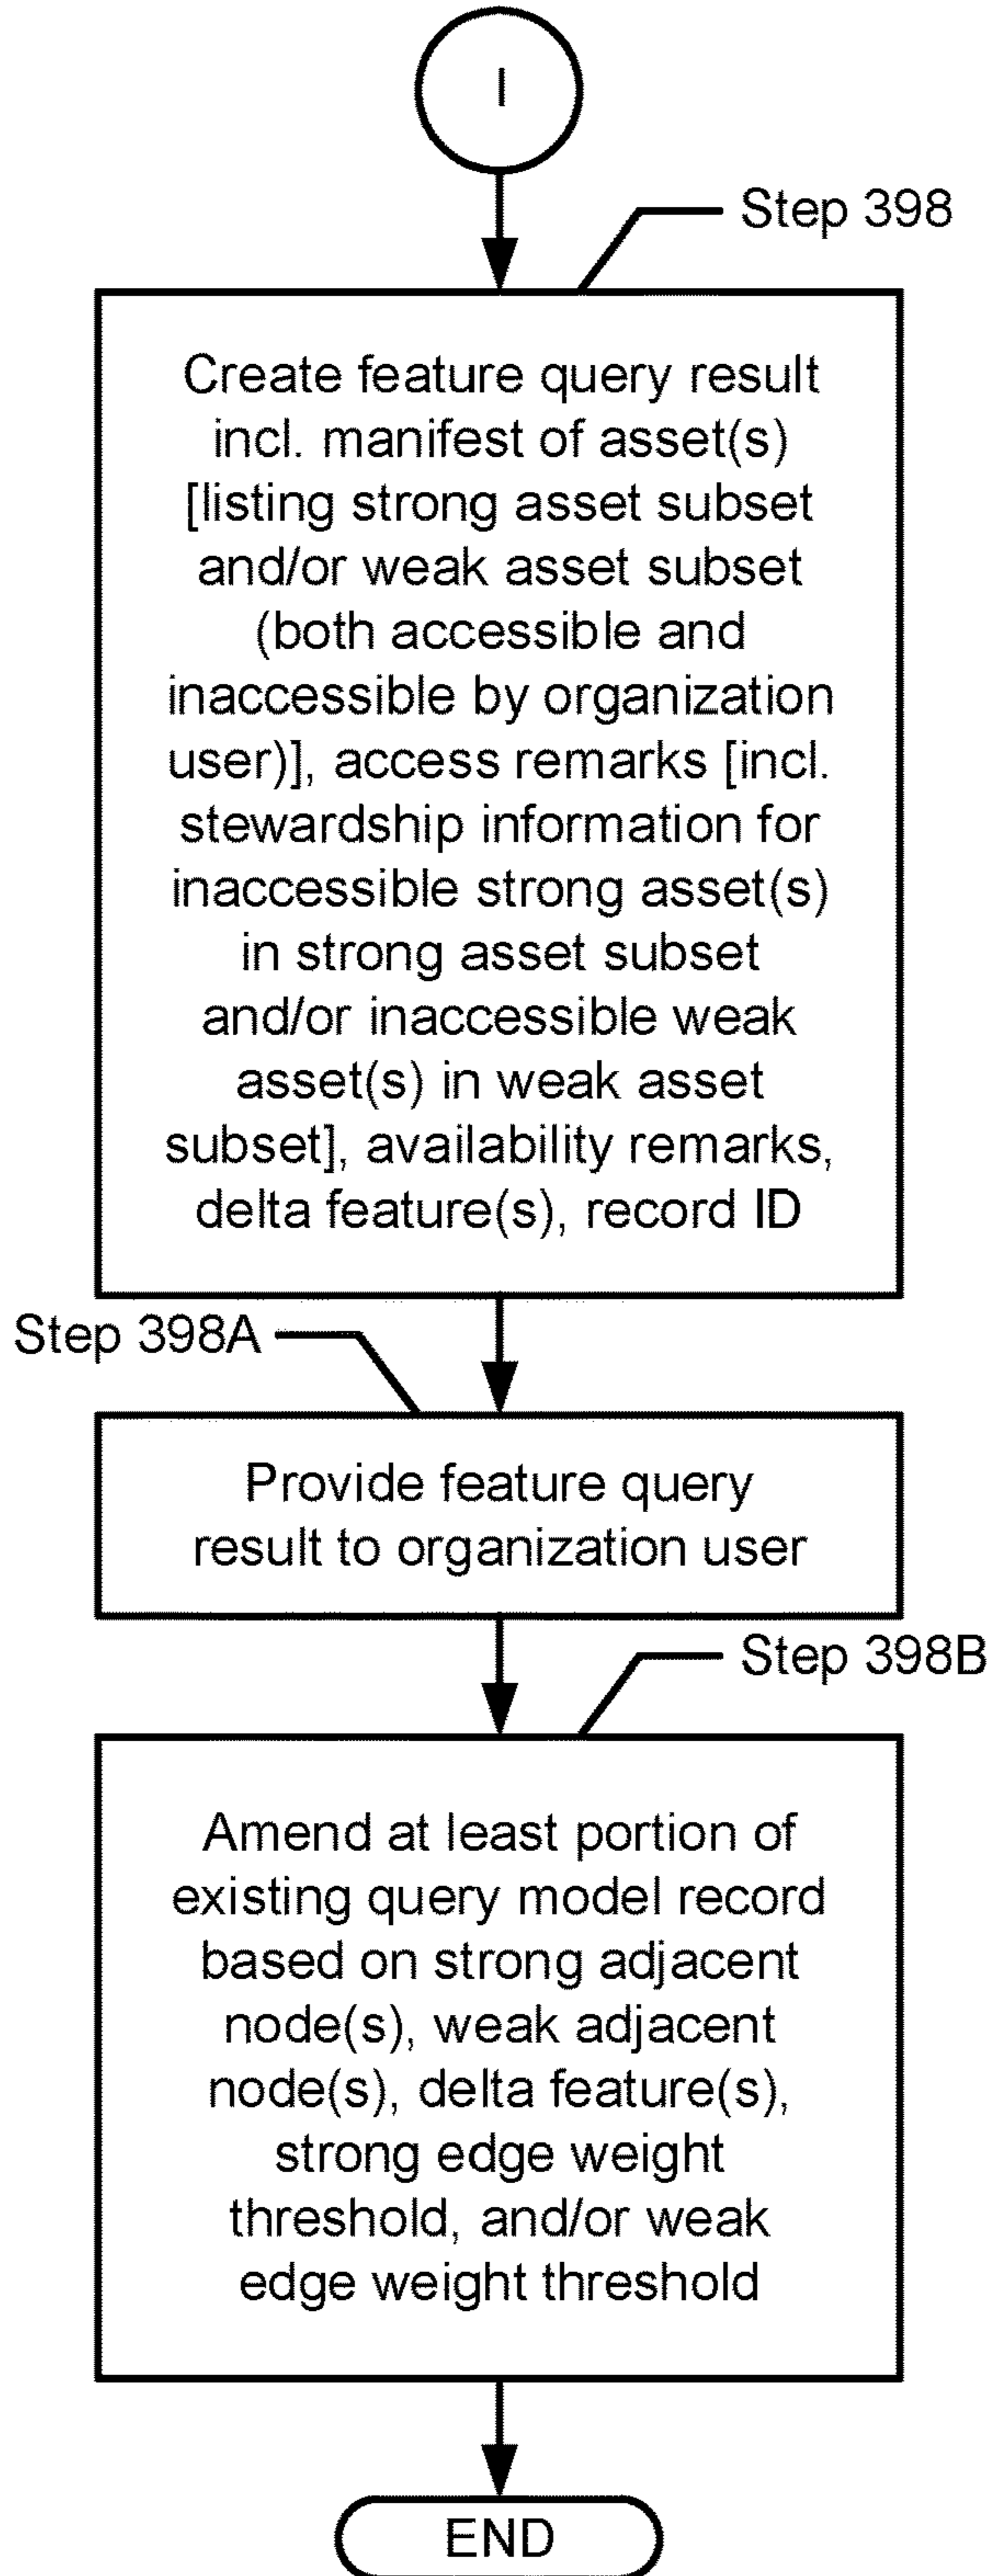 I
Step 398
Create feature query result
incl. manifest of asset(s)
[listing strong asset subset
and/or weak asset subset
(both accessible and
inaccessible by organization
user)], access remarks [incl.
stewardship information for
inaccessible strong asset(s)
in strong asset subset
and/or inaccessible weak
asset(s) in weak asset
subset], availability remarks,
delta feature(s), record ID
Step 398A
Provide feature query
result to organization user
Step 398B
Amend at least portion of
existing query model record
based on strong adjacent
node(s), weak adjacent
node(s), delta feature(s),
strong edge weight
threshold, and/or weak
edge weight threshold
END